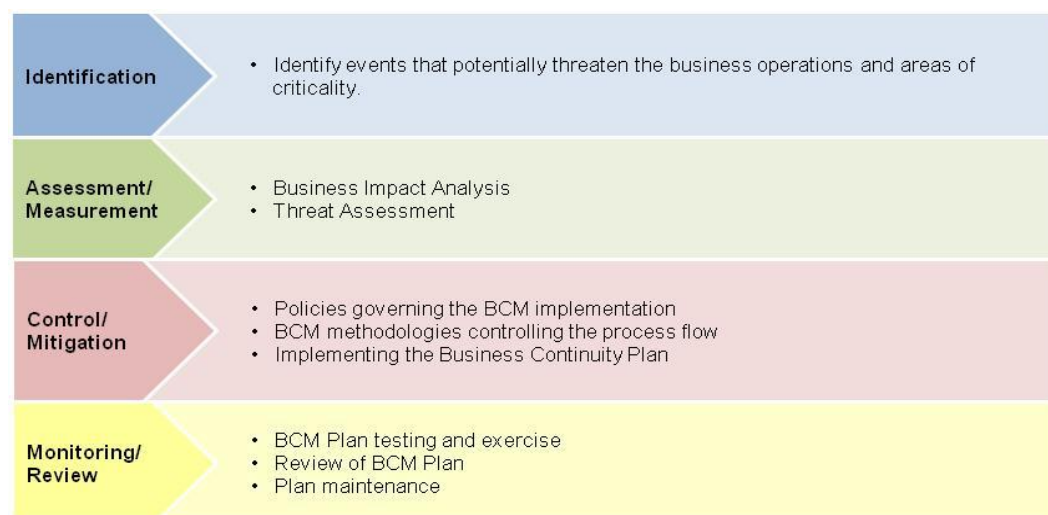 Identification
• Identify events that potentially threaten the business operations and areas of
criticality.
Assessment/
Measurement
• Business Impact Analysis
• Threat Assessment
Control/
Mitigation
• Policies governing the BCM implementation
• BCM methodologies controlling the process flow
• Implementing the Business Continuity Plan
Monitoring/
Review
• BCM Plan testing and exercise
• Review of BCM Plan
• Plan maintenance